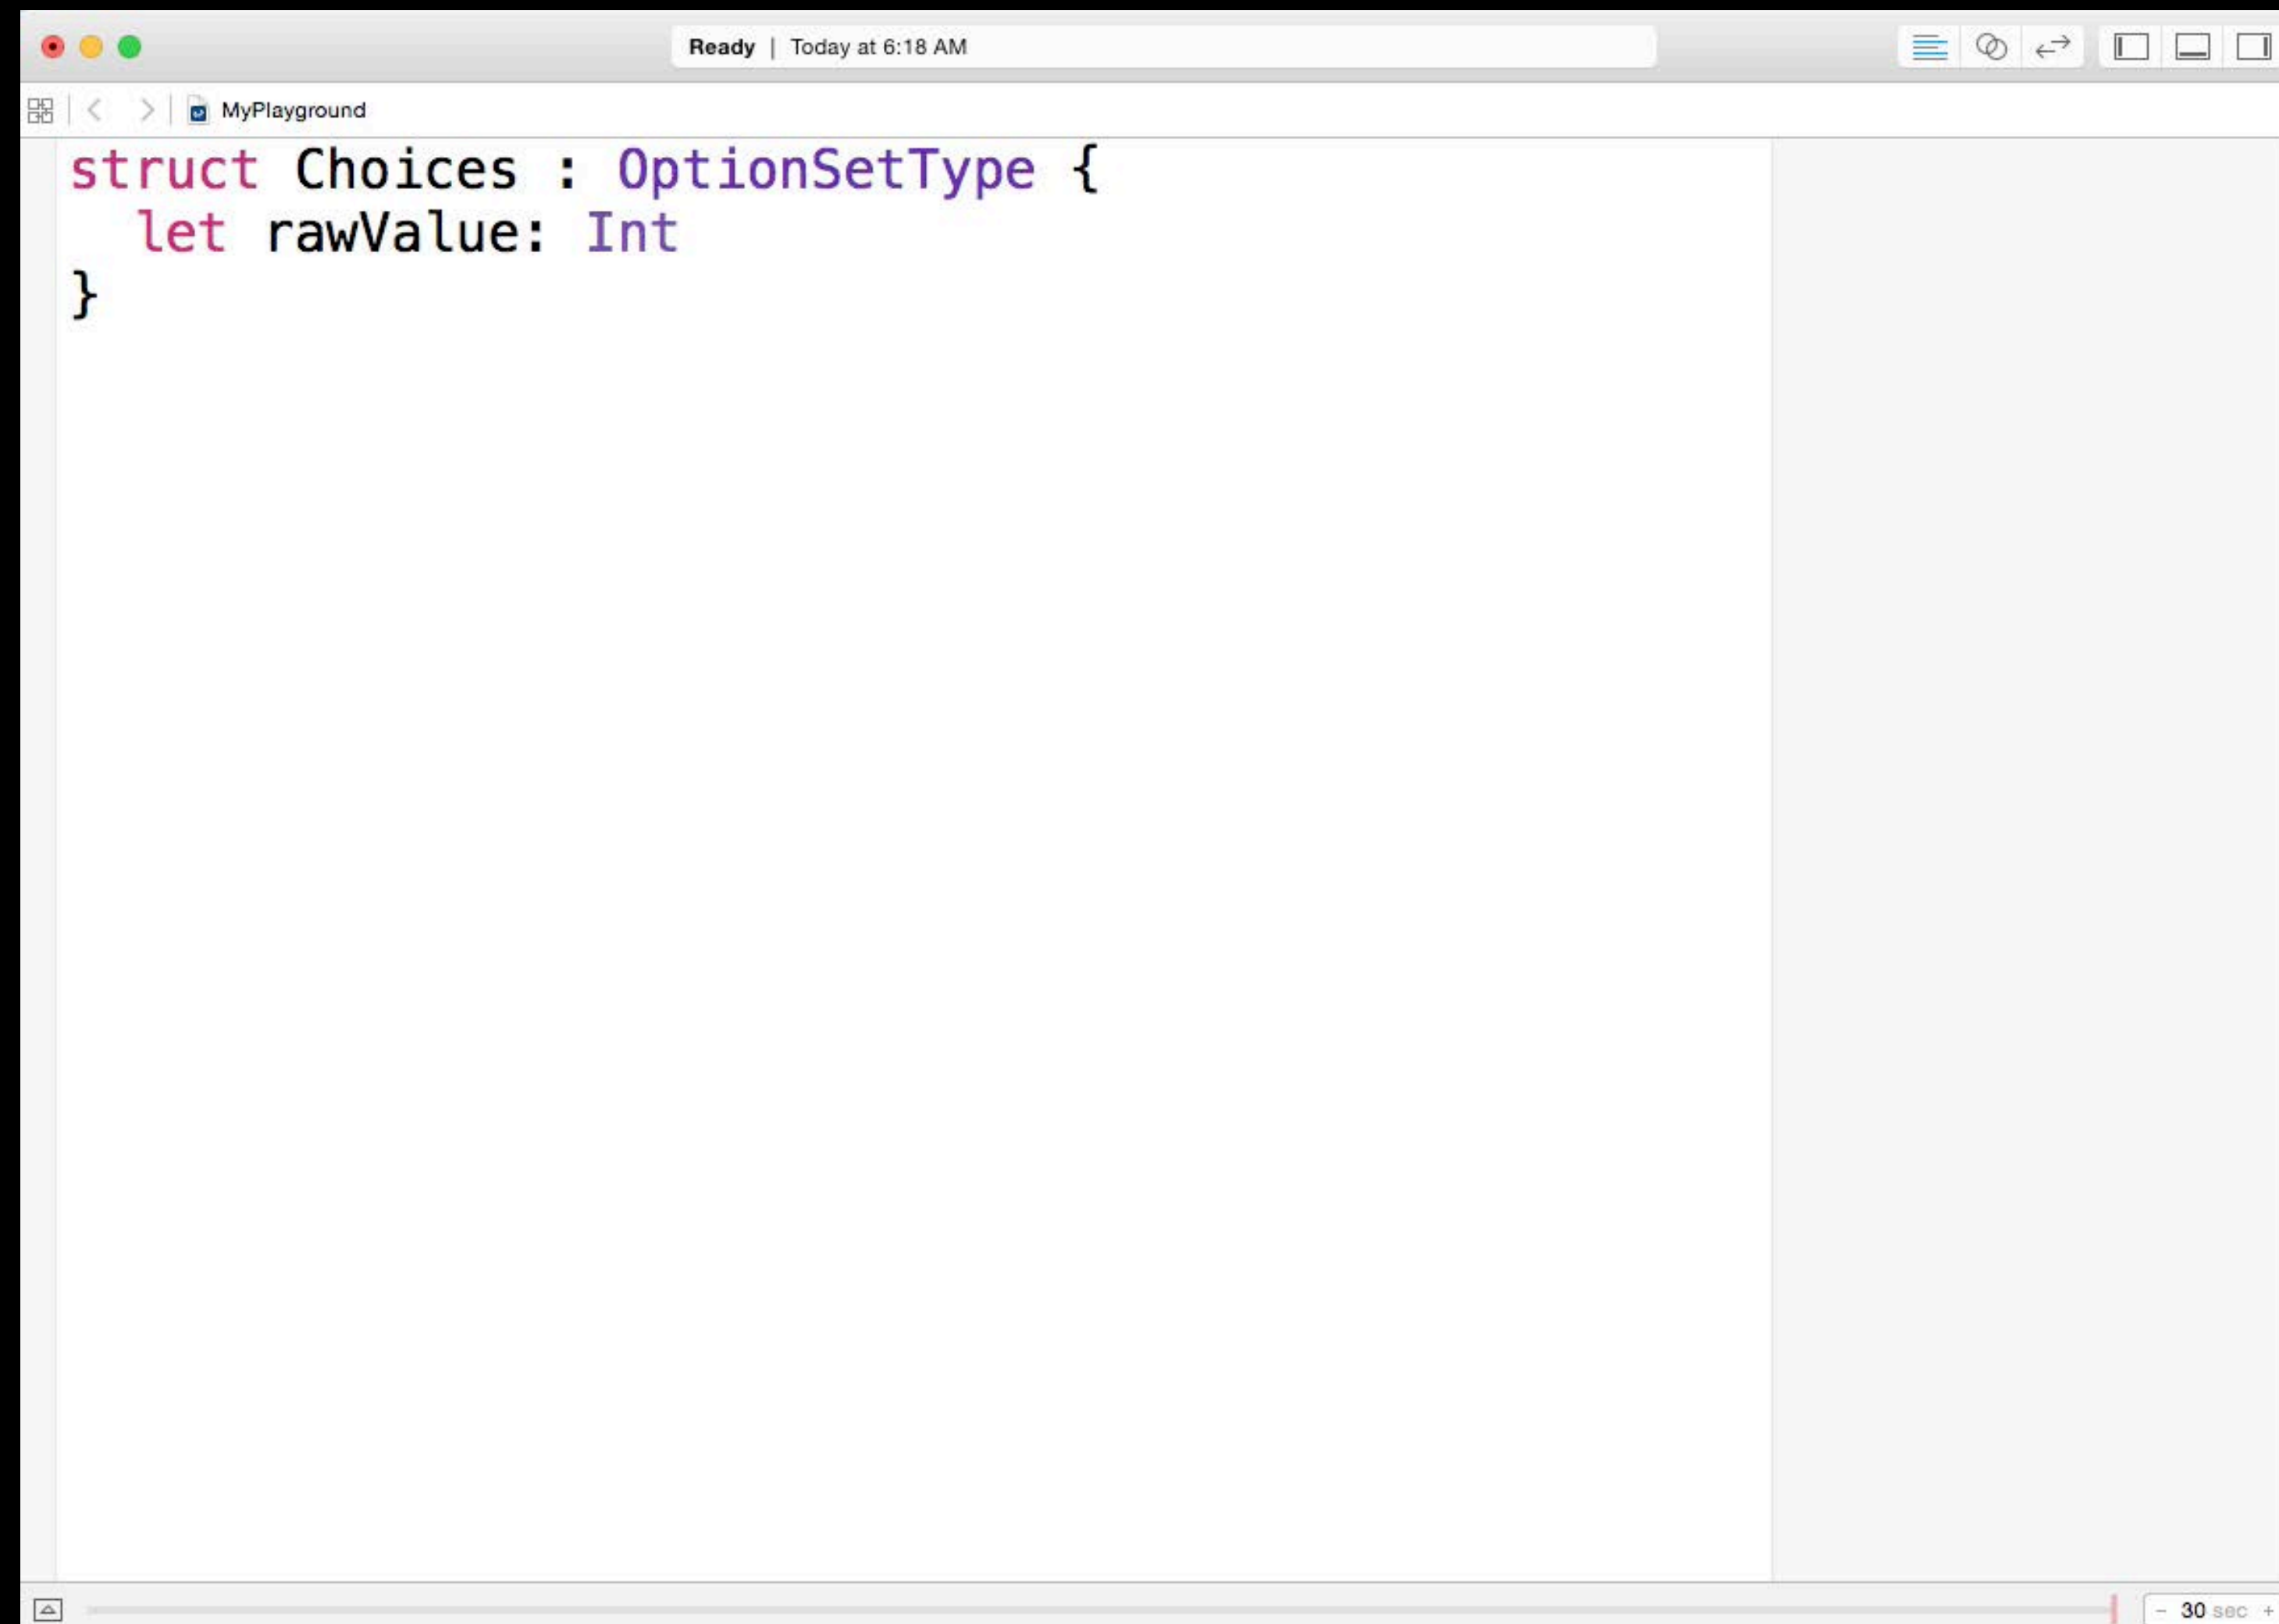 Ready | Today at 6:18 AM
MyPlayground
struct Choices : OptionSetType {
  let rawValue: Int
}
- 30 sec +